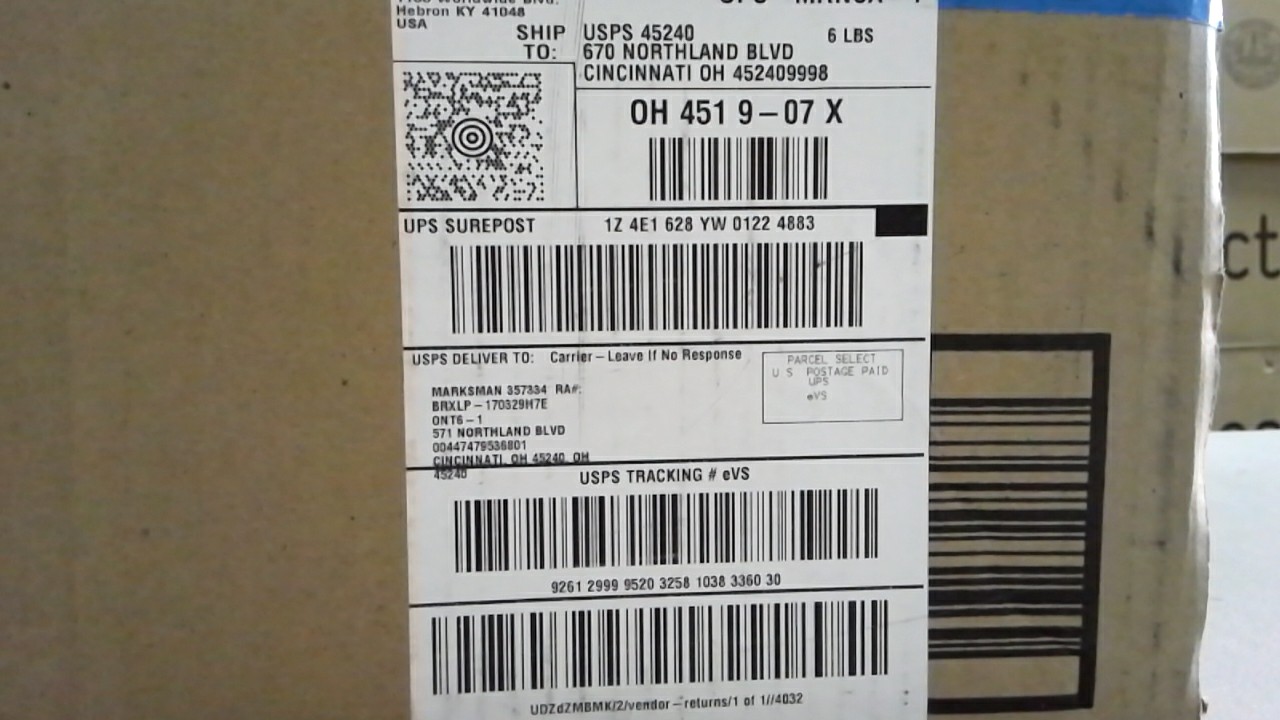 Hebron KY 41048
USA
SHIP TO:
USPS 45240
6 LBS
670 NORTHLAND BLVD
CINCINNATI OH 452409998
OH 451 9-07 X
UPS SUREPOST
1Z 4E1 628 YW 0122 4883
USPS DELIVER TO: Carrier - Leave If No Response
MARKSMAN 357334 RA#:
BRXLP-170329H7E
ONT6-1
571 NORTHLAND BLVD
00447479536801
CINCINNATI, OH 45240, OH
45240
PARCEL SELECT
U S POSTAGE PAID
UPS
eVS
USPS TRACKING # eVS
9261 2999 9520 3258 1038 3360 30
UDZdZMBMK/2/vendor-returns/1 of 1//4032
ct